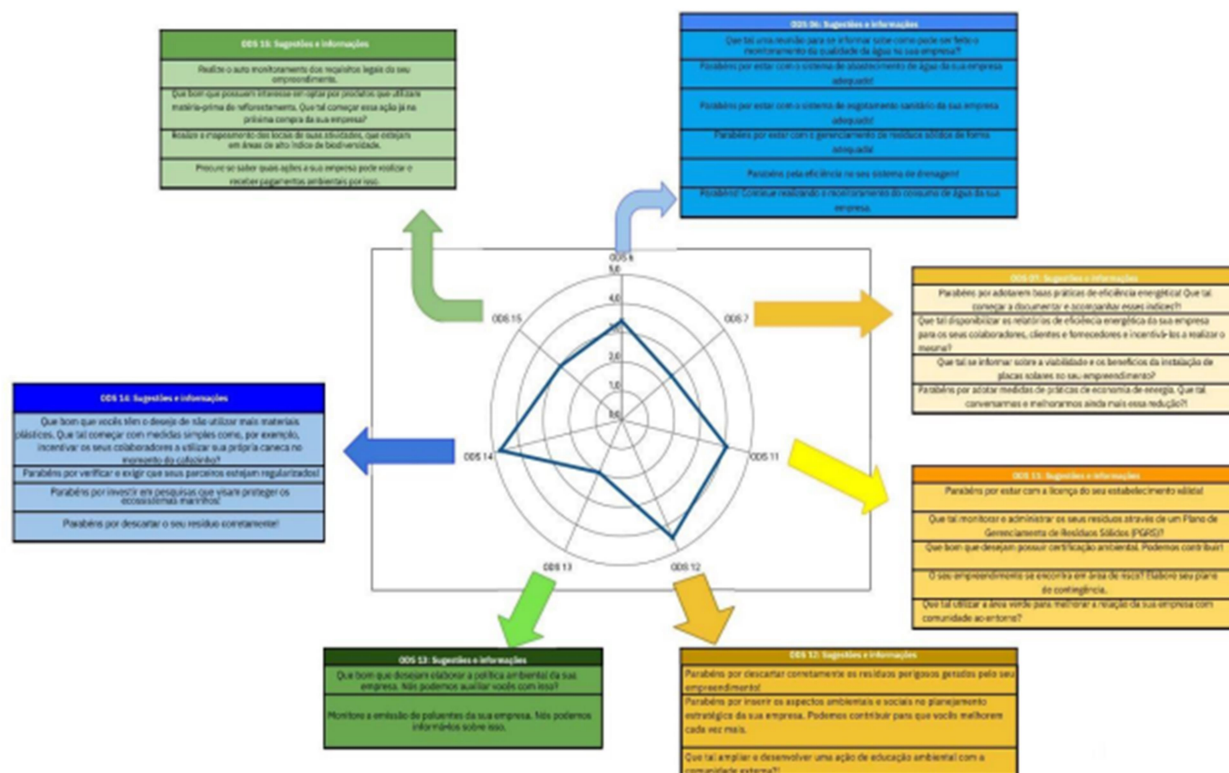 ODS 15: Sugestões e informações
Realize o auto monitoramento dos requisitos legais do seu
empreendimento.
Que bom que possuem interesse em optar por produtos que utilizam
matéria-prima de reflorestamento. Que tal começar essa ação já na
próxima compra da sua empresa?
Realize o mapeamento dos locais de suas atividades, que estejam
em áreas de alto índice de biodiversidade.
Procure se saber quais ações a sua empresa pode realizar e
receber pagamentos ambientais por isso.
ODS 06: Sugestões e informações
Que tal uma reunião para se informar sobe como pode ser feito o
monitoramento da qualidade da água na sua empresa?!
Parabéns por estar com o sistema de abastecimento de água da sua empresa
adequado!
Parabéns por estar com o sistema de esgotamento sanitário da sua empresa
adequado!
Parabéns por estar com o gerenciamento de resíduos sólidos de forma
adequada!
Parabéns pela eficiência no seu sistema de drenagem!
Parabéns! Continue realizando o monitoramento do consumo de água da sua
empresa.
ODS 07: Sugestões e informações
Parabéns por adotarem boas práticas de eficiência energética! Que tal
começar a documentar e acompanhar esses índices?!
Que tal disponibilizar os relatórios de eficiência energética da sua empresa
para os seus colaboradores, clientes e fornecedores e incentivá-los a realizar o
mesmo?
Que tal se informar sobre a viabilidade e os benefícios da instalação de
placas solares no seu empreendimento?
Parabéns por adotar medidas de práticas de economia de energia. Que tal
conversarmos e melhorarmos ainda mais essa redução?!
ODS 6
5,0
4,0
2,0
1,0
0,0
ODS 7
ODS 11
ODS 12
ODS 13
ODS 14
ODS 15
ODS 14: Sugestões e informações
Que bom que vocês têm o desejo de não utilizar mais materiais
plásticos. Que tal começar com medidas simples como, por exemplo,
incentivar os seus colaboradores a utilizar sua própria caneca no
momento do cafezinho?
Parabéns por verificar e exigir que seus parceiros estejam regularizados!
Parabéns por investir em pesquisas que visam proteger os
ecossistemas marinhos!
Parabéns por descartar o seu resíduo corretamente!
ODS 11: Sugestões e informações
Parabéns por estar com a licença do seu estabelecimento válida!
Que tal monitorar e administrar os seus resíduos através de um Plano de
Gerenciamento de Resíduos Sólidos (PGRS)?
Que bom que desejam possuir certificação ambiental. Podemos contribuir!
O seu empreendimento se encontra em área de risco? Elabore seu plano
de contingência.
Que tal utilizar a área verde para melhorar a relação da sua empresa com
comunidade ao entorno?
ODS 13: Sugestões e informações
Que bom que desejam elaborar a política ambiental da sua
empresa. Nós podemos auxiliar vocês com isso?
Monitore a emissão de poluentes da sua empresa. Nós podemos
informá-los sobre isso.
ODS 12: Sugestões e informações
Parabéns por descartar corretamente os resíduos perigosos gerados pelo seu
empreendimento!
Parabéns por inserir os aspectos ambientais e sociais no planejamento
estratégico da sua empresa. Podemos contribuir para que vocês melhorem
cada vez mais.
Que tal ampliar e desenvolver uma ação de educação ambiental com a
comunidade externa?!